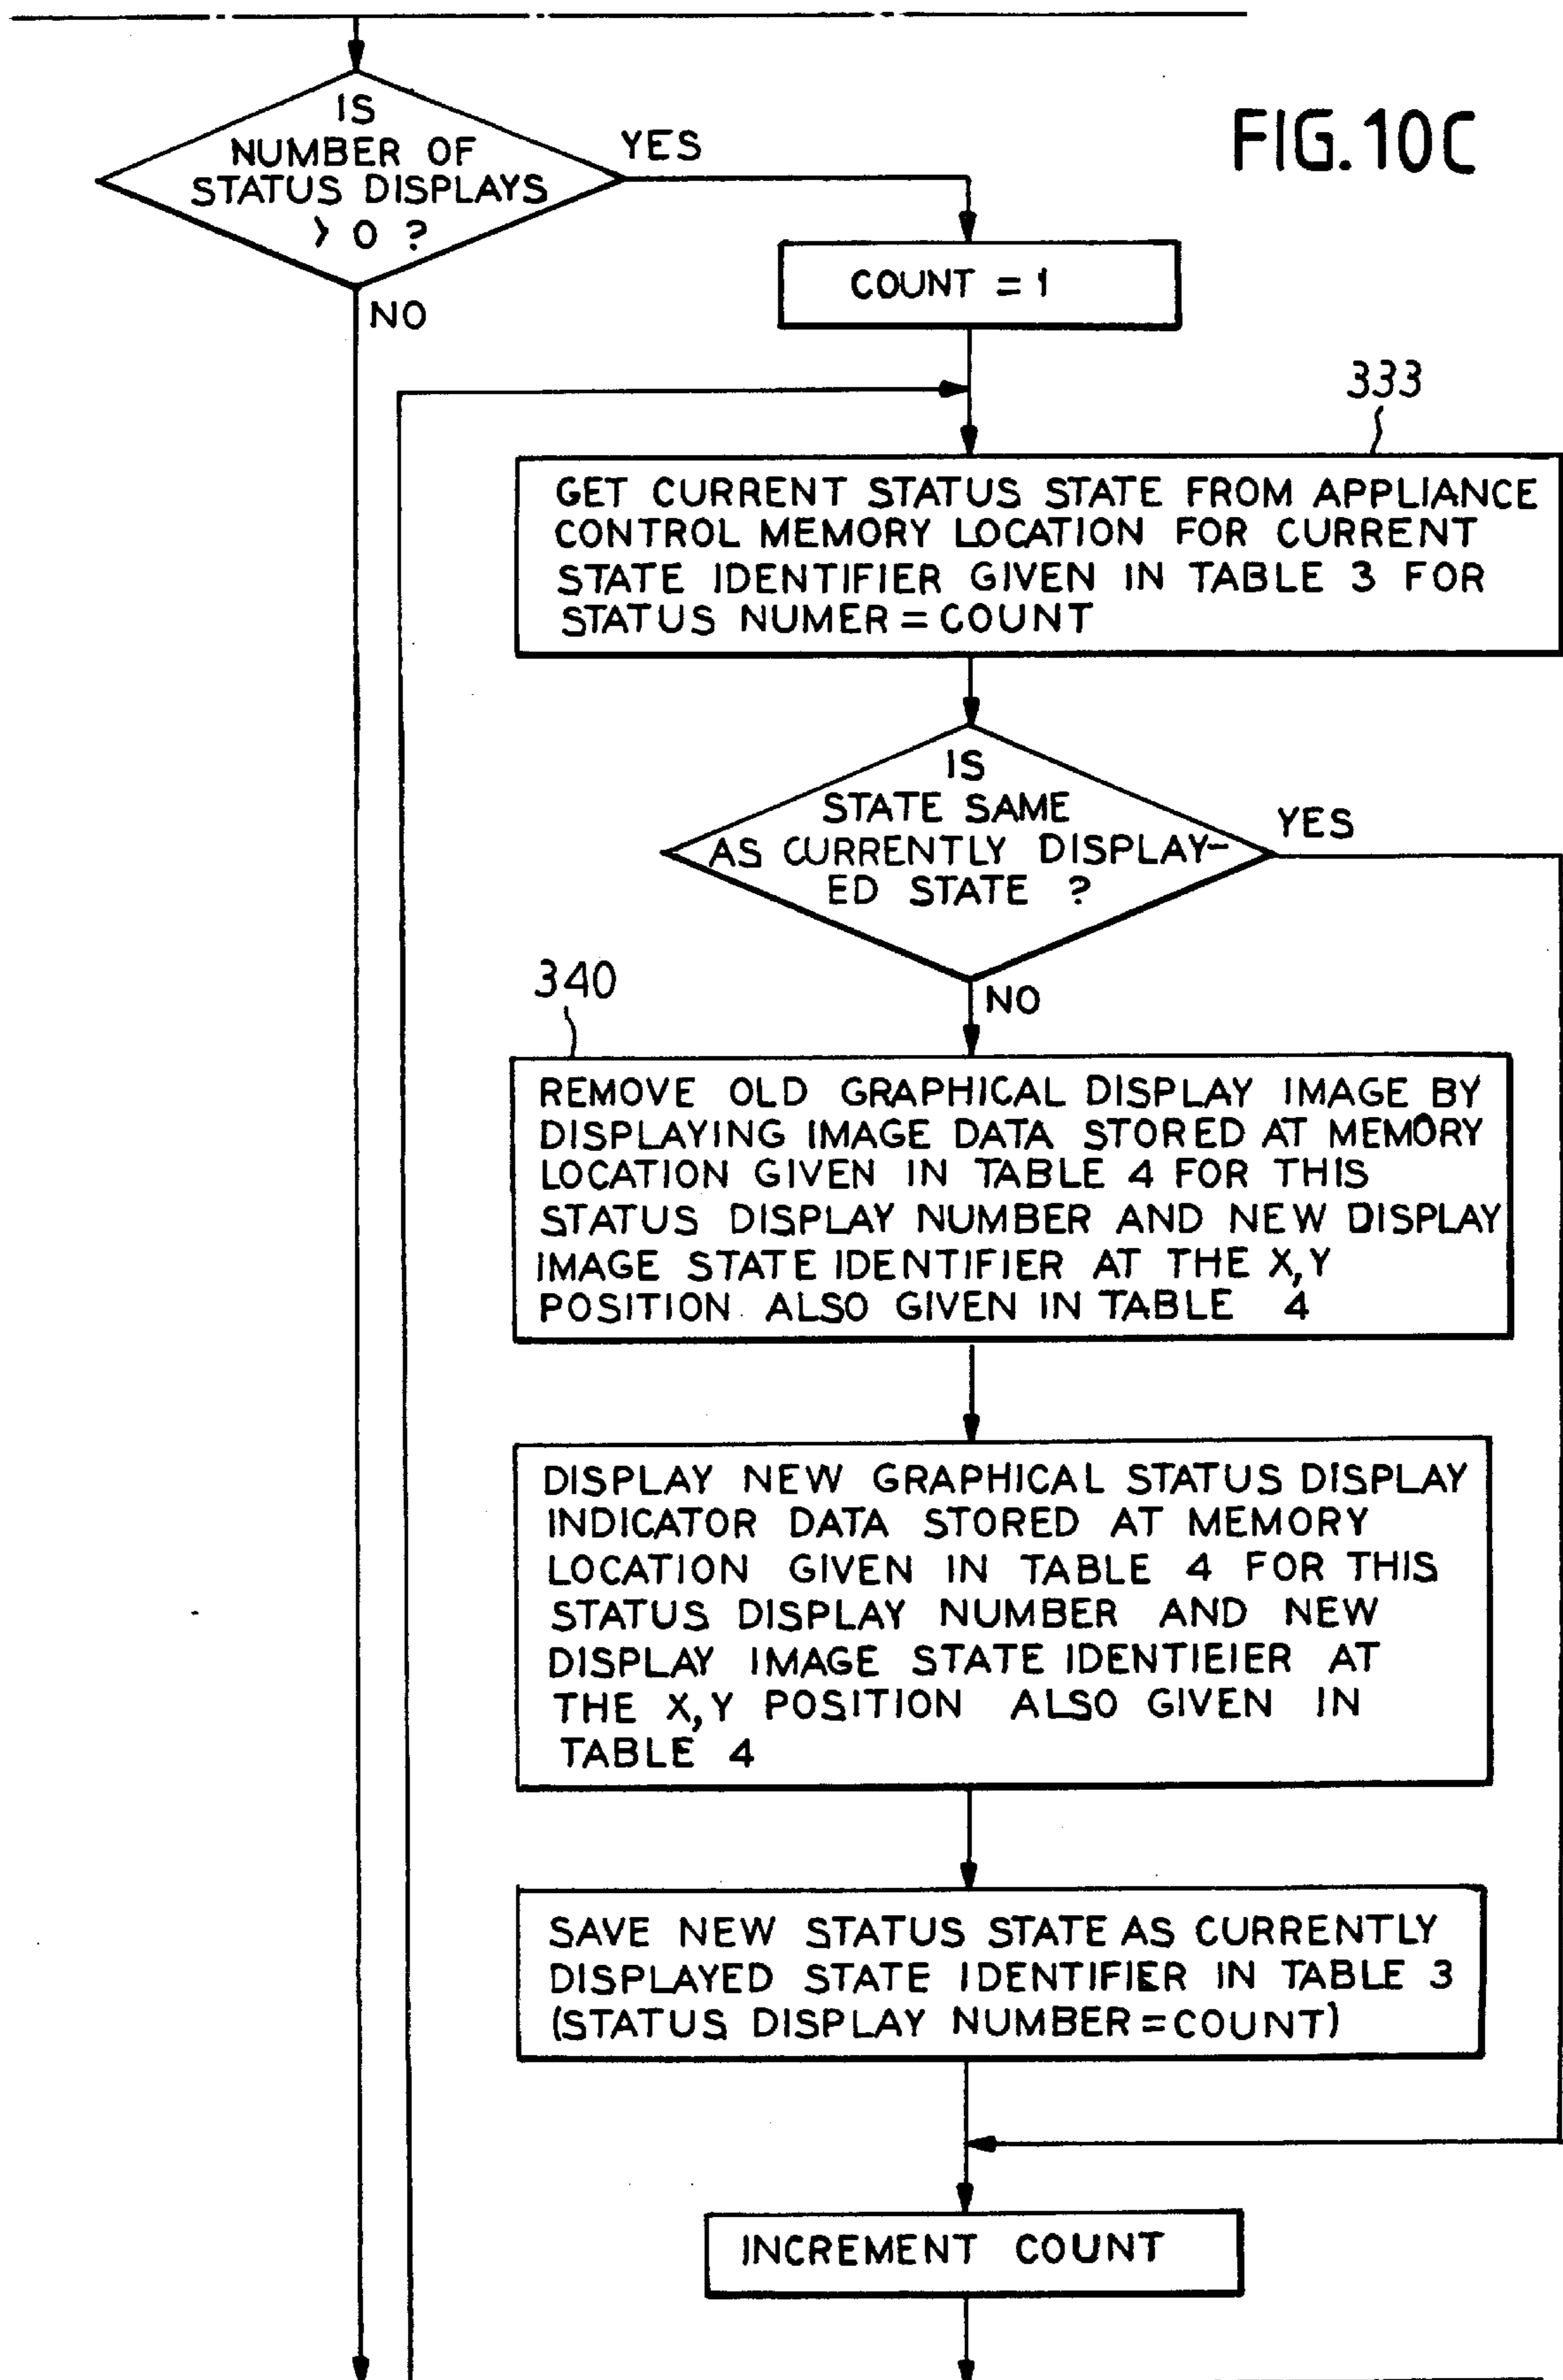 FIG.10C
IS
NUMBER OF
STATUS DISPLAYS
> 0 ?
YES
NO
COUNT = 1
333
GET CURRENT STATUS STATE FROM APPLIANCE
CONTROL MEMORY LOCATION FOR CURRENT
STATE IDENTIFIER GIVEN IN TABLE 3 FOR
STATUS NUMER = COUNT
IS
STATE SAME
AS CURRENTLY DISPLAY-
ED STATE ?
YES
NO
340
REMOVE OLD GRAPHICAL DISPLAY IMAGE BY
DISPLAYING IMAGE DATA STORED AT MEMORY
LOCATION GIVEN IN TABLE 4 FOR THIS
STATUS DISPLAY NUMBER AND NEW DISPLAY
IMAGE STATE IDENTIFIER AT THE X,Y
POSITION ALSO GIVEN IN TABLE 4
DISPLAY NEW GRAPHICAL STATUS DISPLAY
INDICATOR DATA STORED AT MEMORY
LOCATION GIVEN IN TABLE 4 FOR THIS
STATUS DISPLAY NUMBER AND NEW
DISPLAY IMAGE STATE IDENTIEIER AT
THE X,Y POSITION ALSO GIVEN IN
TABLE 4
SAVE NEW STATUS STATE AS CURRENTLY
DISPLAYED STATE IDENTIFIER IN TABLE 3
(STATUS DISPLAY NUMBER = COUNT)
INCREMENT COUNT